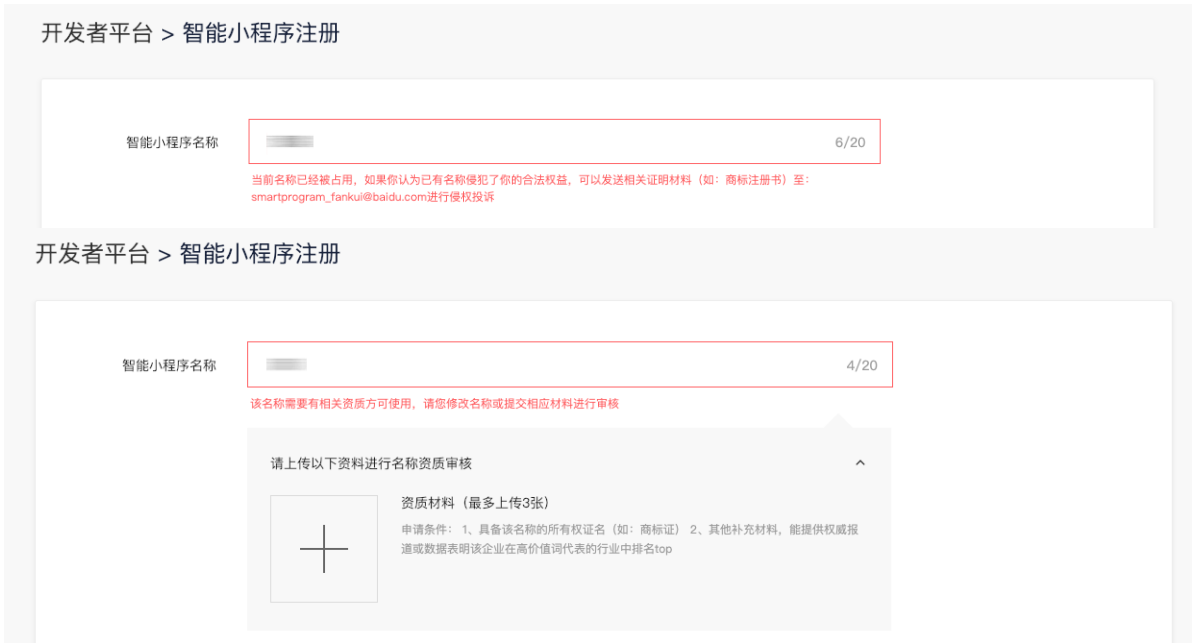 开发者平台 > 智能小程序注册
智能小程序名称
6/20
当前名称已经被占用，如果你认为已有名称侵犯了你的合法权益，可以发送相关证明材料（如：商标注册书）至：
smartprogram_fankui@baidu.com进行侵权投诉
开发者平台 > 智能小程序注册
智能小程序名称
4/20
该名称需要有相关资质方可使用，请您修改名称或提交相应材料进行审核
请上传以下资料进行名称资质审核
资质材料（最多上传3张）
申请条件： 1、具备该名称的所有权证名（如：商标证） 2、其他补充材料，能提供权威报
道或数据表明该企业在高价值词代表的行业中排名top